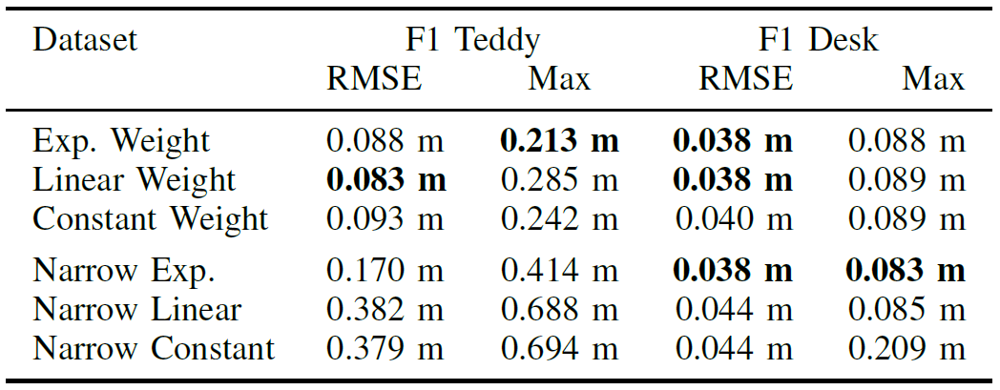 Dataset F1 Teddy F1 Desk
RMSE Max RMSE Max
Exp. Weight 0.088 m 0.213 m 0.038 m 0.088 m
Linear Weight 0.083 m 0.285 m 0.038 m 0.089 m
Constant Weight 0.093 m 0.242 m 0.040 m 0.089 m
Narrow Exp. 0.170 m 0.414 m 0.038 m 0.083 m
Narrow Linear 0.382 m 0.688 m 0.044 m 0.085 m
Narrow Constant 0.379 m 0.694 m 0.044 m 0.209 m